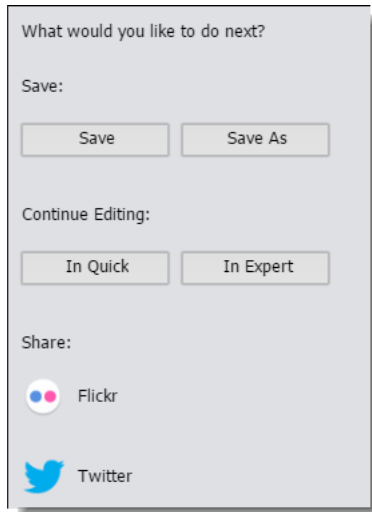 What would you like to do next?
Save:
Save Save As
Continue Editing:
In Quick In Expert
Share:
Flickr
Twitter